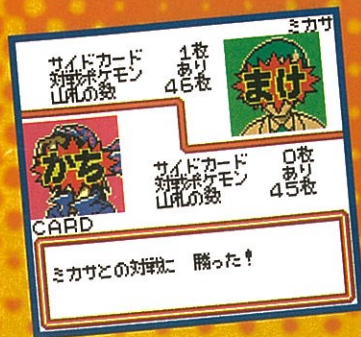 ミカサ
サイドカード 1枚
対戦ポケモン あり
山札の数 46枚
まけ
かち
サイドカード 0枚
対戦ポケモン あり
山札の数 45枚
CARD
ミカサとの対戦に 勝った！